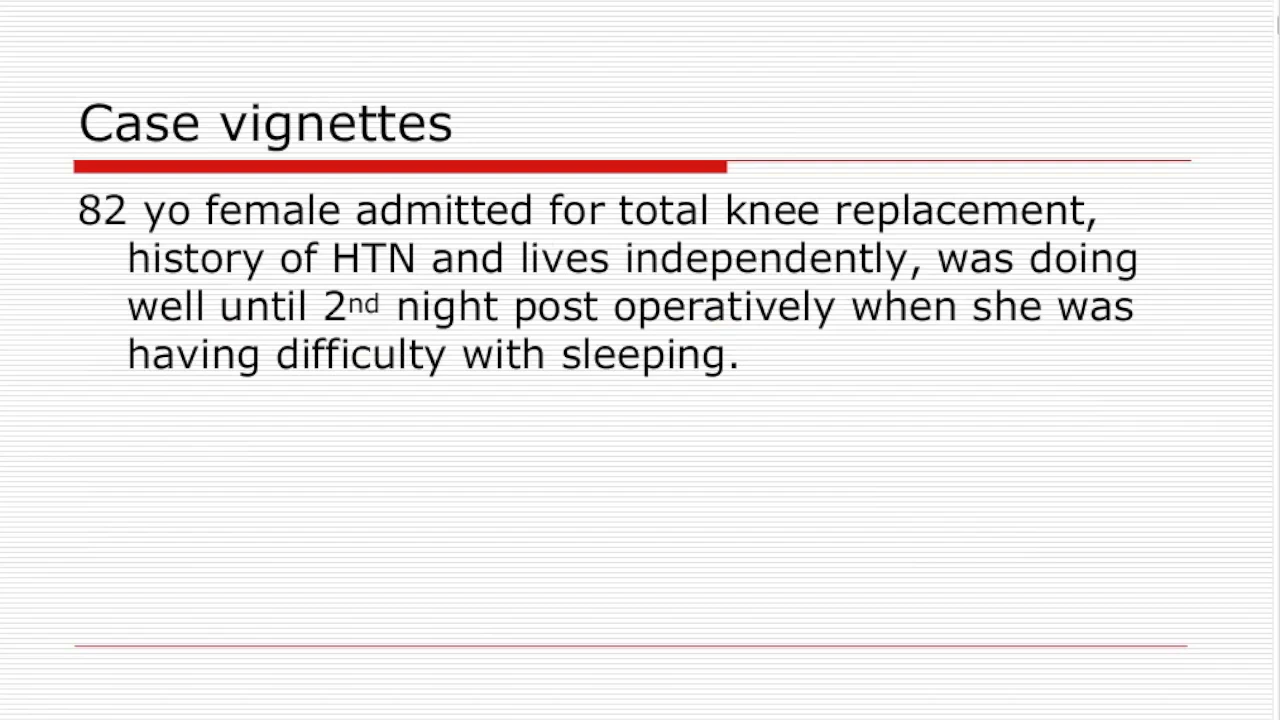 Case vignettes
82 yo female admitted for total knee replacement,
history of HTN and lives independently, was doing
well until 2nd night post operatively when she was
having difficulty with sleeping.